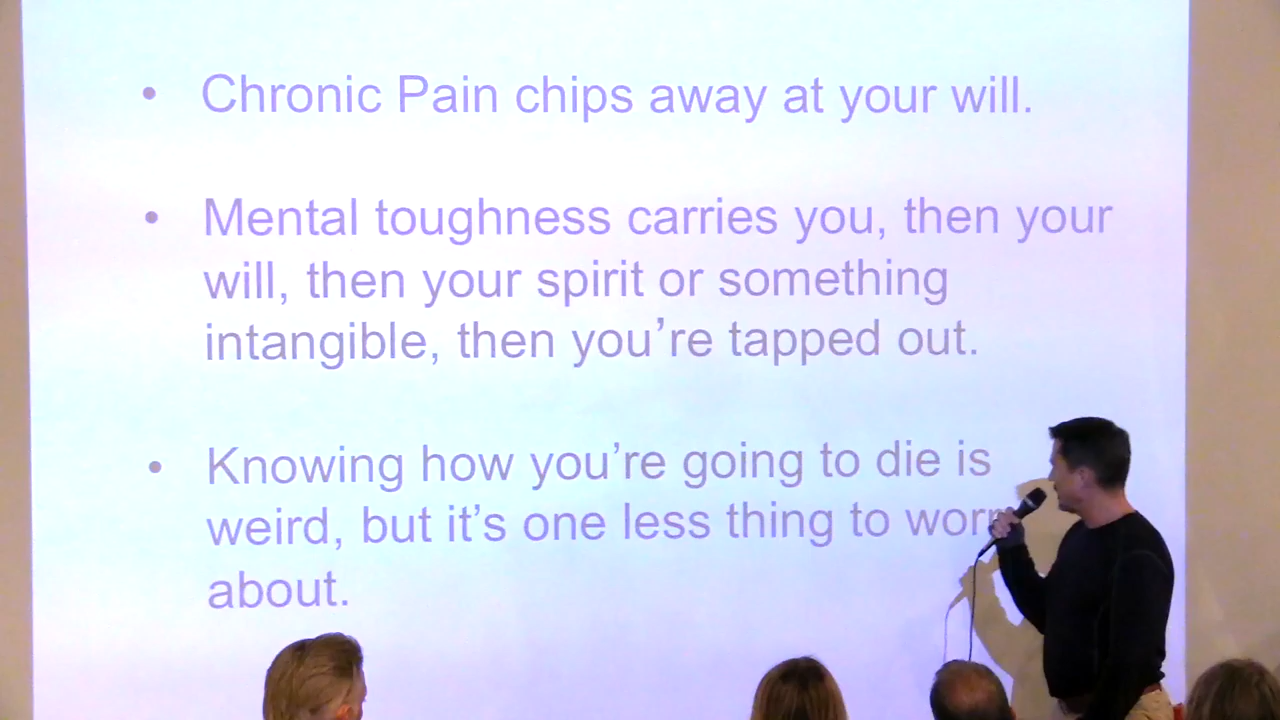 • Chronic Pain chips away at your will.
• Mental toughness carries you, then your
will, then your spirit or something
intangible, then you’re tapped out.
• Knowing how you’re going to die is
weird, but it’s one less thing to
about.